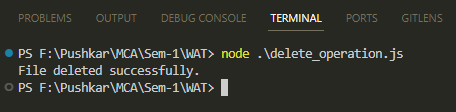 PROBLEMS OUTPUT DEBUG CONSOLE TERMINAL PORTS GITLENS
PS F:\Pushkar\MCA\Sem-1\WAT> node .\delete_operation.js
File deleted successfully.
PS F:\Pushkar\MCA\Sem-1\WAT>